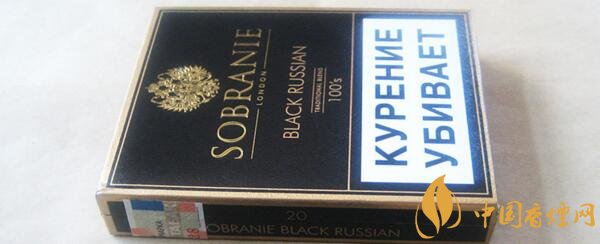 SOBRANIE
LONDON
BLACK RUSSIAN
TRADITIONAL BLEND
100's
КУРЕНИЕ
УБИВАЕТ
20
SOBRANIE BLACK RUSSIAN
中国香烟网